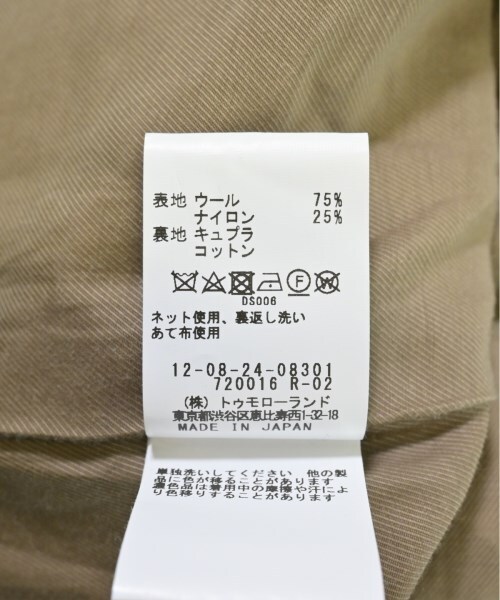 表地 ウール 75%
ナイロン 25%
裏地 キュプラ
コットン
F W
DS006
ネット使用、裏返し洗い
あて布使用
12-08-24-08301
720016 R-02
(株) トゥモローランド
東京都渋谷区恵比寿西1-32-18
MADE IN JAPAN
単独洗いしてください 他の製
品に色が移ることがあります
濃色品は着用中の摩擦や汗によ
り色移りすることがあります